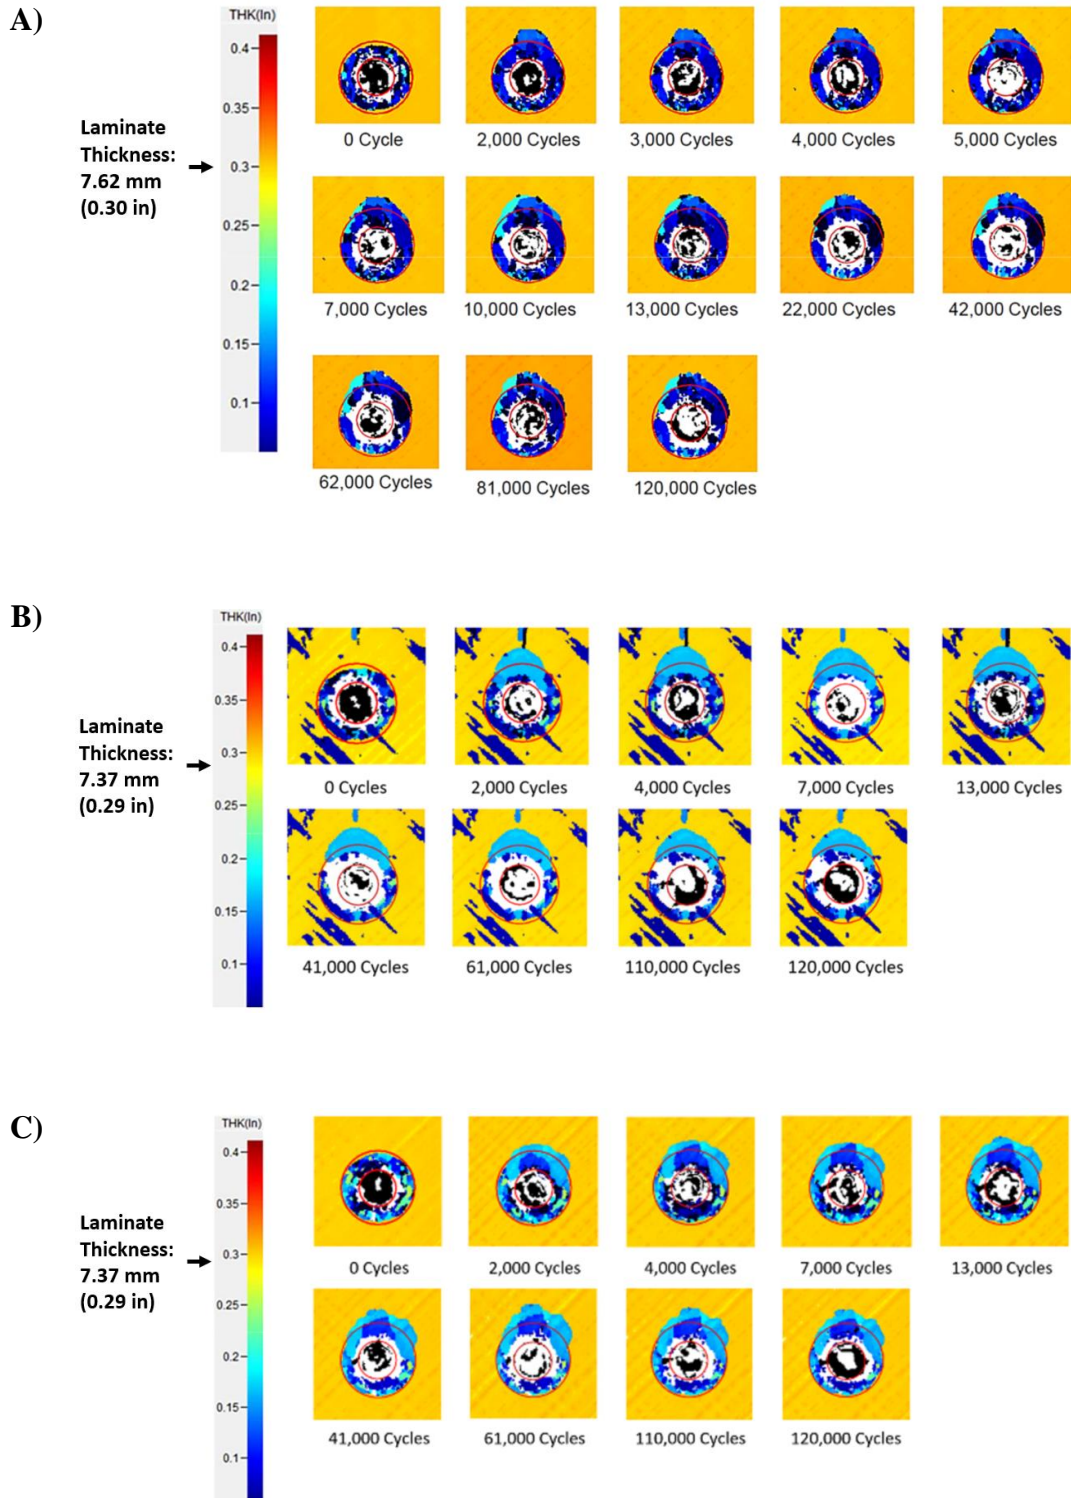 A)
THK(In)
0.4
0.35
0.3
0.25
0.2
0.15
0.1
Laminate
Thickness:
7.62 mm
(0.30 in)
0 Cycle
2,000 Cycles
3,000 Cycles
4,000 Cycles
5,000 Cycles
7,000 Cycles
10,000 Cycles
13,000 Cycles
22,000 Cycles
42,000 Cycles
62,000 Cycles
81,000 Cycles
120,000 Cycles
B)
THK(In)
0.4
0.35
0.3
0.25
0.2
0.15
0.1
Laminate
Thickness:
7.37 mm
(0.29 in)
0 Cycles
2,000 Cycles
4,000 Cycles
7,000 Cycles
13,000 Cycles
41,000 Cycles
61,000 Cycles
110,000 Cycles
120,000 Cycles
C)
THK(In)
0.4
0.35
0.3
0.25
0.2
0.15
0.1
Laminate
Thickness:
7.37 mm
(0.29 in)
0 Cycles
2,000 Cycles
4,000 Cycles
7,000 Cycles
13,000 Cycles
41,000 Cycles
61,000 Cycles
110,000 Cycles
120,000 Cycles